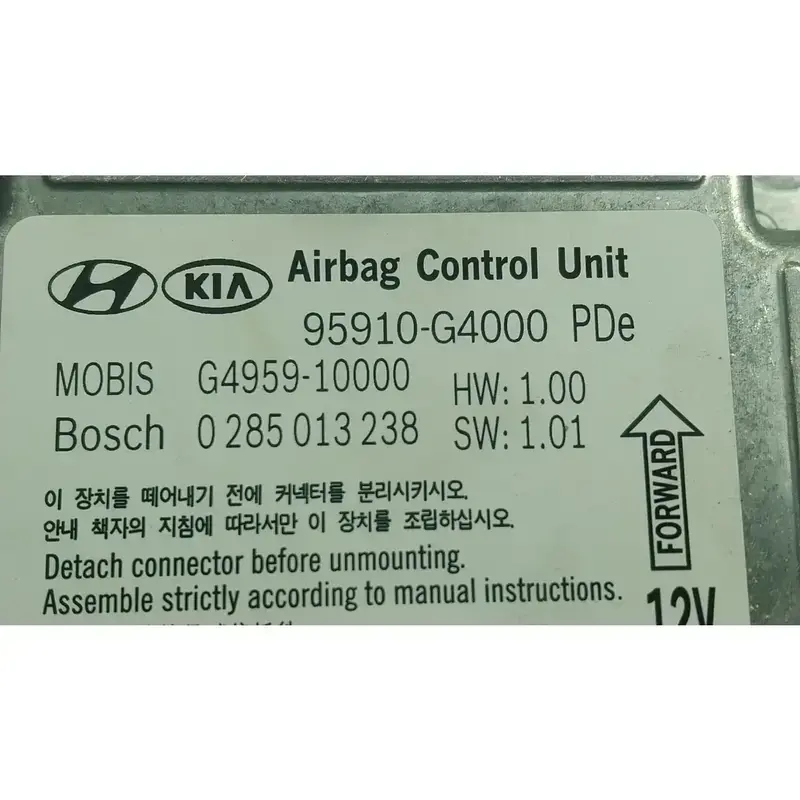 KIA Airbag Control Unit
95910-G4000 PDe
MOBIS G4959-10000 HW: 1.00
Bosch 0 285 013 238 SW: 1.01
FORWARD
이 장치를 떼어내기 전에 커넥터를 분리시키시오.
안내 책자의 지침에 따라서만 이 장치를 조립하십시오.
Detach connector before unmounting.
Assemble strictly according to manual instructions.
12V